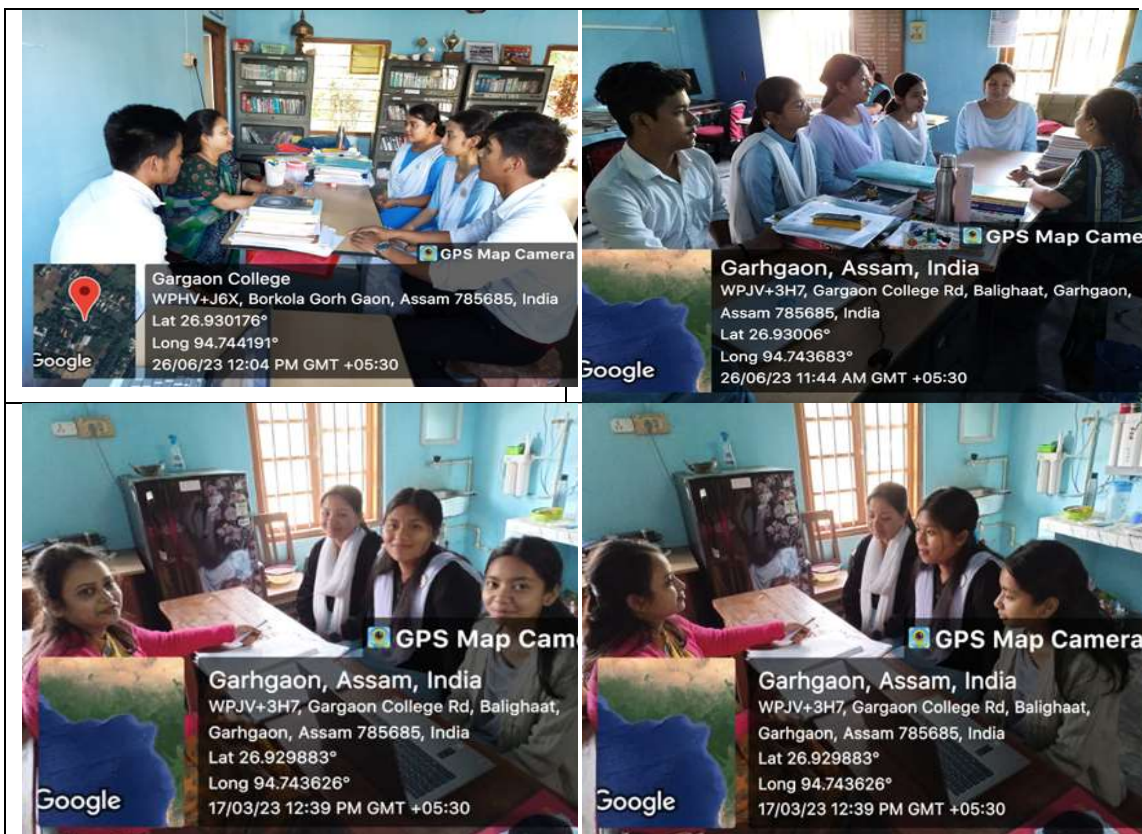 GPS Map Camera
Gargaon College
WPHV+J6X, Borkola Gorh Gaon, Assam 785685, India
Lat 26.930176°
Long 94.744191°
26/06/23 12:04 PM GMT +05:30
Google
GPS Map Came
Garhgaon, Assam, India
WPJV+3H7, Gargaon College Rd, Balighaat, Garhgaon,
Assam 785685, India
Lat 26.93006°
Long 94.743683°
26/06/23 11:44 AM GMT +05:30
Google
GPS Map Cam
Garhgaon, Assam, India
WPJV+3H7, Gargaon College Rd, Balighaat,
Garhgaon, Assam 785685, India
Lat 26.929883°
Long 94.743626°
17/03/23 12:39 PM GMT +05:30
Google
GPS Map Camera
Garhgaon, Assam, India
WPJV+3H7, Gargaon College Rd, Balighaat,
Garhgaon, Assam 785685, India
Lat 26.929883°
Long 94.743626°
17/03/23 12:39 PM GMT +05:30
Google